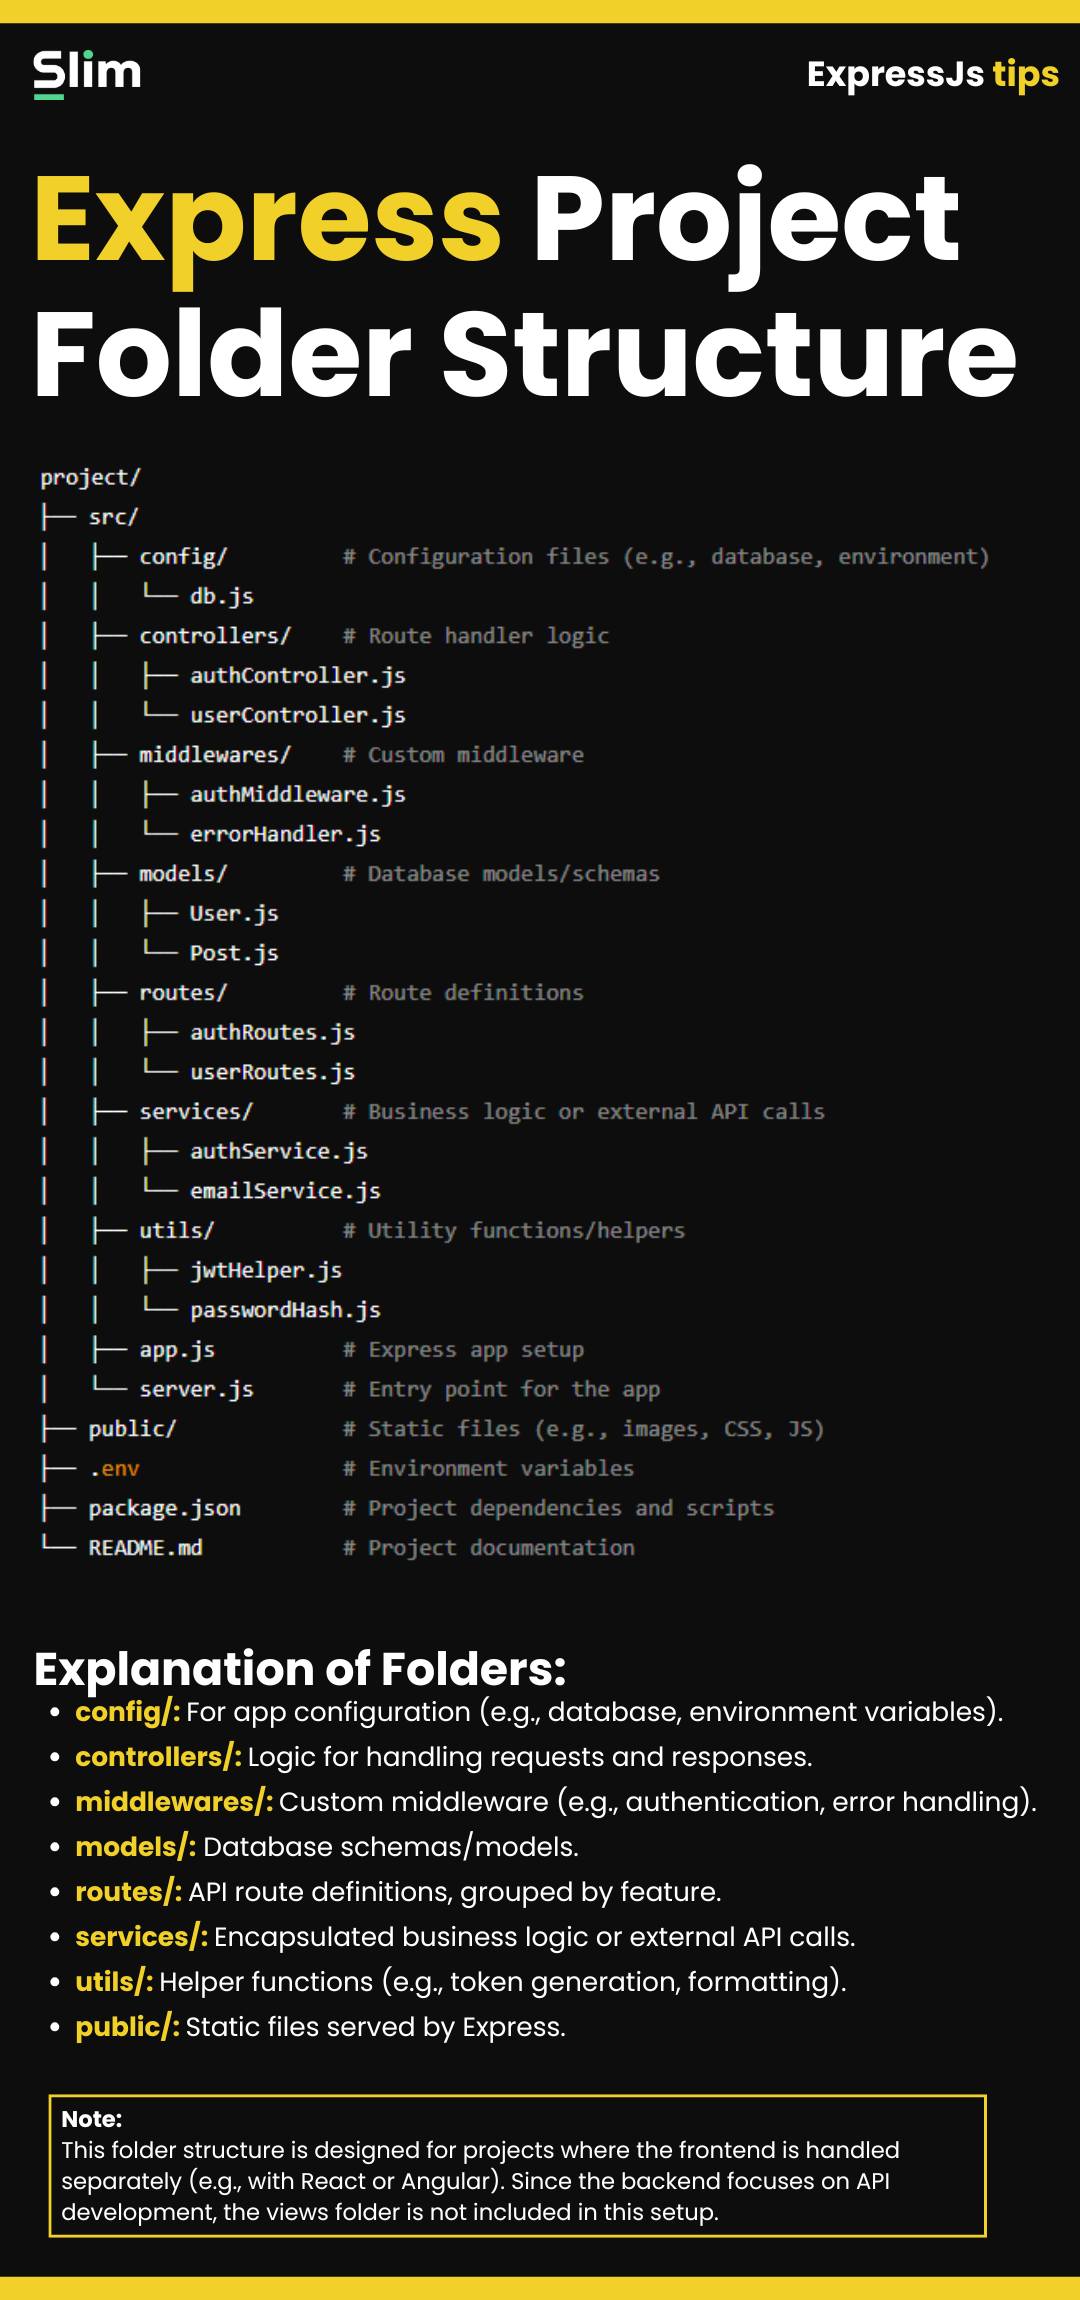 Slim
ExpressJs tips
Express Project
Folder Structure
project/
├── src/
│   ├── config/         # Configuration files (e.g., database, environment)
│   │   └── db.js
│   ├── controllers/    # Route handler logic
│   │   ├── authController.js
│   │   └── userController.js
│   ├── middlewares/    # Custom middleware
│   │   ├── authMiddleware.js
│   │   └── errorHandler.js
│   ├── models/         # Database models/schemas
│   │   ├── User.js
│   │   └── Post.js
│   ├── routes/         # Route definitions
│   │   ├── authRoutes.js
│   │   └── userRoutes.js
│   ├── services/       # Business logic or external API calls
│   │   ├── authService.js
│   │   └── emailService.js
│   ├── utils/          # Utility functions/helpers
│   │   ├── jwtHelper.js
│   │   └── passwordHash.js
│   ├── app.js          # Express app setup
│   └── server.js       # Entry point for the app
├── public/             # Static files (e.g., images, CSS, JS)
├── .env                # Environment variables
├── package.json        # Project dependencies and scripts
└── README.md           # Project documentation
Explanation of Folders:
• config/: For app configuration (e.g., database, environment variables).
• controllers/: Logic for handling requests and responses.
• middlewares/: Custom middleware (e.g., authentication, error handling).
• models/: Database schemas/models.
• routes/: API route definitions, grouped by feature.
• services/: Encapsulated business logic or external API calls.
• utils/: Helper functions (e.g., token generation, formatting).
• public/: Static files served by Express.
Note:
This folder structure is designed for projects where the frontend is handled
separately (e.g., with React or Angular). Since the backend focuses on API
development, the views folder is not included in this setup.